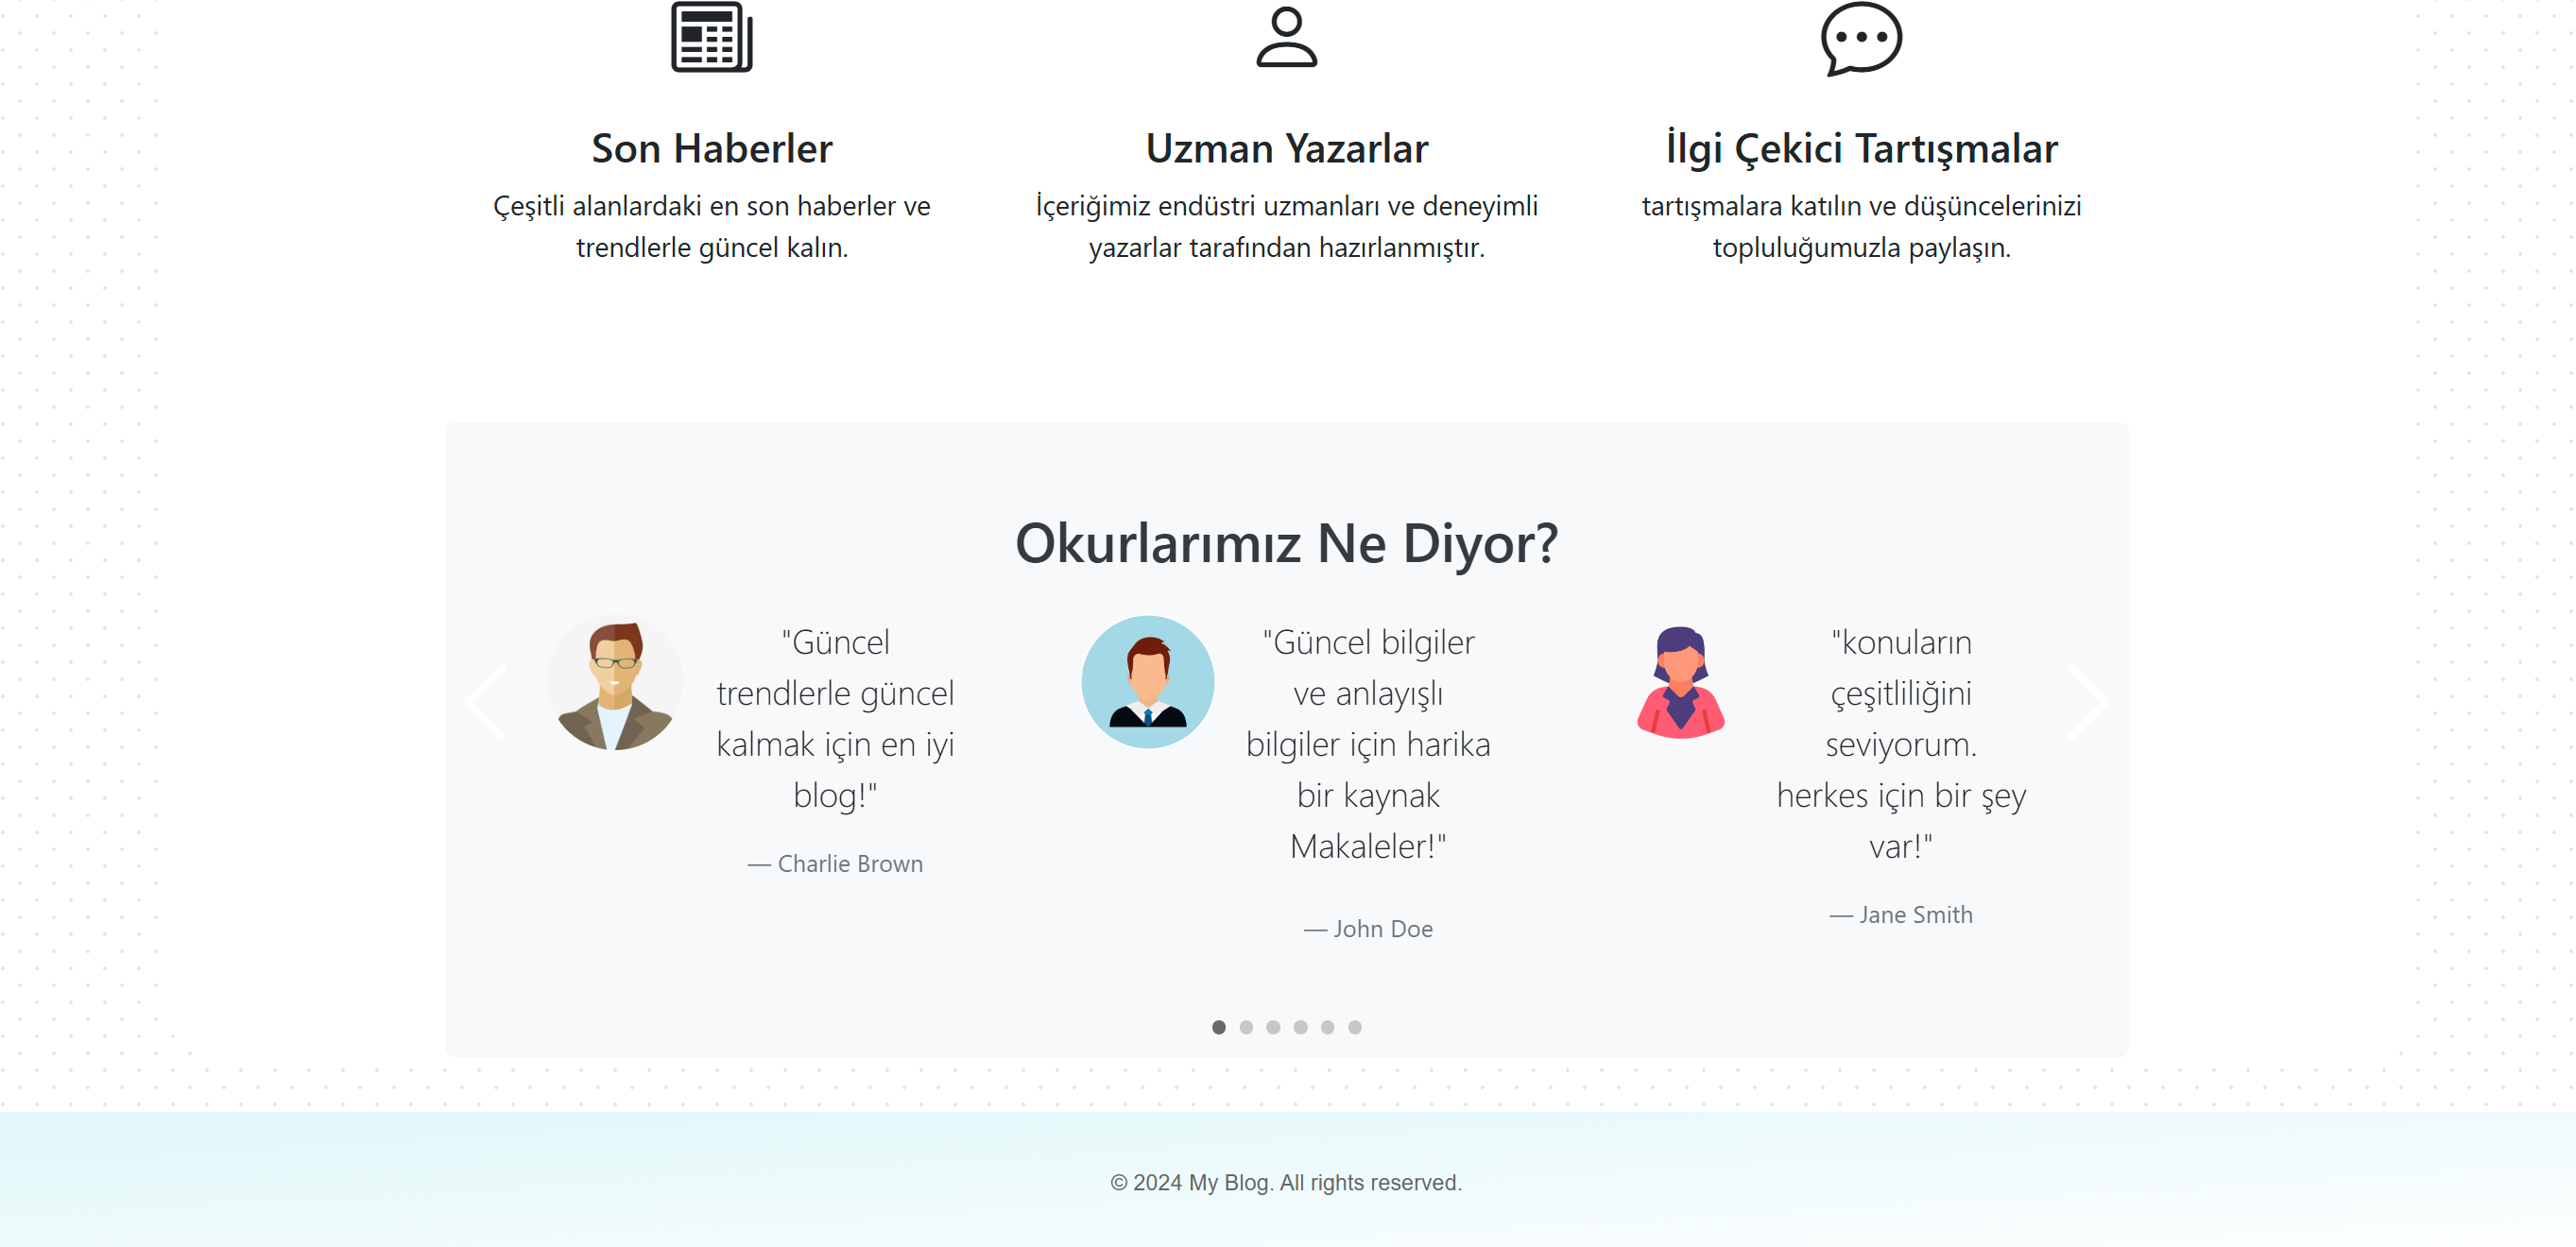 Son Haberler
Çeşitli alanlardaki en son haberler ve
trendlerle güncel kalın.
Uzman Yazarlar
İçeriğimiz endüstri uzmanları ve deneyimli
yazarlar tarafından hazırlanmıştır.
İlgi Çekici Tartışmalar
tartışmalara katılın ve düşüncelerinizi
topluluğumuzla paylaşın.
Okurlarımız Ne Diyor?
"Güncel
trendlerle güncel
kalmak için en iyi
blog!"
— Charlie Brown
"Güncel bilgiler
ve anlayışlı
bilgiler için harika
bir kaynak
Makaleler!"
— John Doe
"konuların
çeşitliliğini
seviyorum.
herkes için bir şey
var!"
— Jane Smith
© 2024 My Blog. All rights reserved.